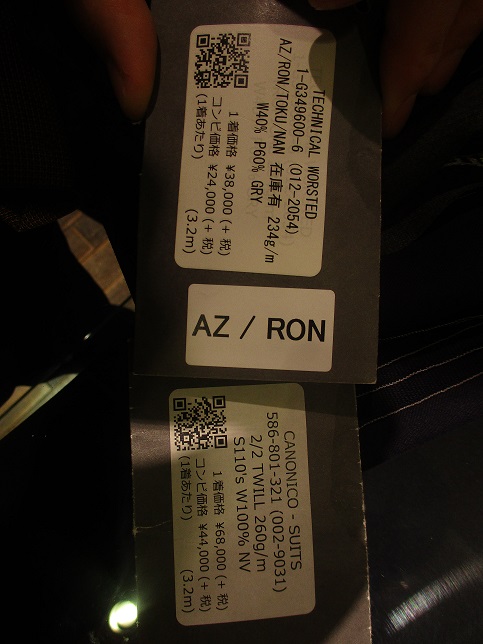 TECHNICAL WORSTED
1-G349600-6 (012-2054)
AZ/RON/TOKU/NAN 在庫有 234g/m
W40% P60% GRY
1着価格 ¥38,000(+ 税)
コンビ価格 ¥24,000(+ 税)
(1着あたり) (3.2m)
AZ / RON
CANONICO - SUITS
586-801-321 (002-9031)
2/2 TWILL 260g/m
S110's W100% NV
1着価格 ¥68,000(+ 税)
コンビ価格 ¥44,000(+ 税)
(1着あたり) (3.2m)